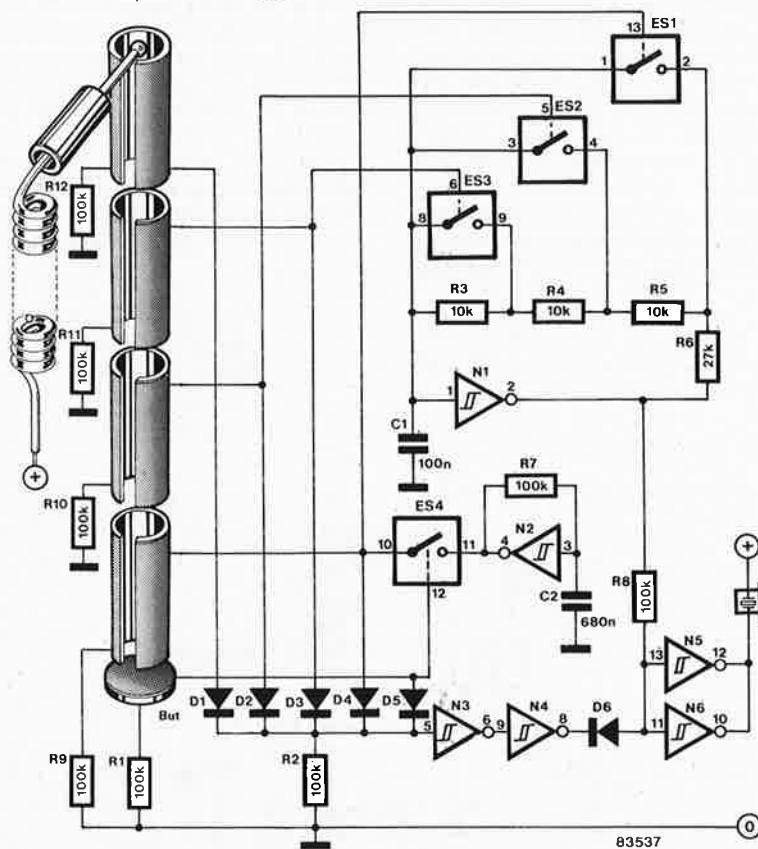 13
ES1
1
2
5
ES2
3
4
6
ES3
8
9
R12
100k
R3
10k
R4
10k
R5
10k
R6
27k
R11
100k
N1
1
2
C1
100n
R7
100k
R10
100k
ES4
10
11
12
4
N2
3
C2
680n
R8
100k
+
+
13
N5
12
D1
D2
D3
D4
D5
5
N3
6
9
N4
8
D6
11
N6
10
But
R9
100k
R1
100k
R2
100k
0
83537